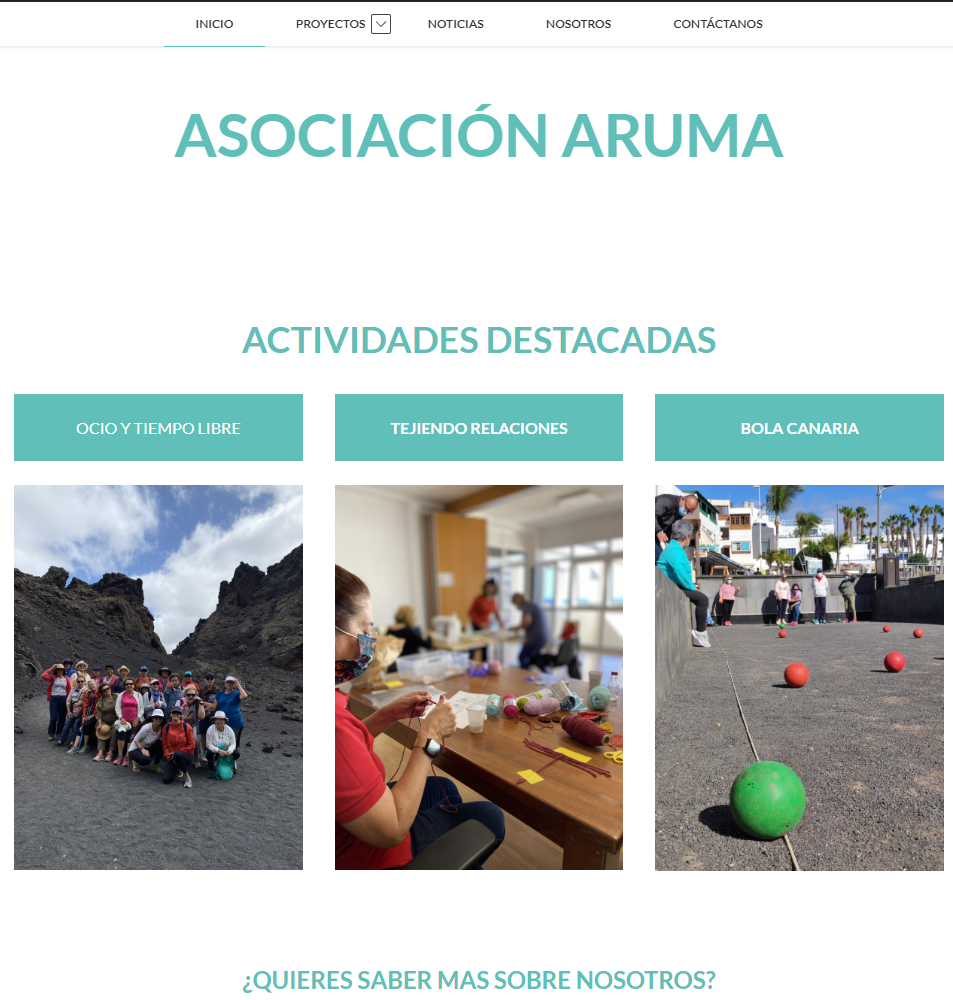 INICIO PROYECTOS NOTICIAS NOSOTROS CONTÁCTANOS
ASOCIACIÓN ARUMA
ACTIVIDADES DESTACADAS
OCIO Y TIEMPO LIBRE
TEJIENDO RELACIONES
BOLA CANARIA
¿QUIERES SABER MAS SOBRE NOSOTROS?